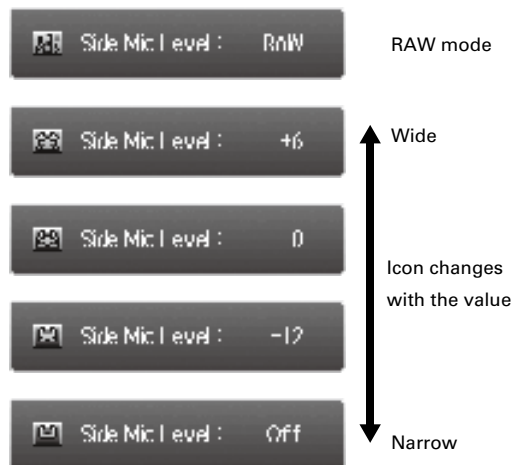 Side Mic Level : RAW
RAW mode
Side Mic Level : +6
Wide
Side Mic Level : 0
Icon changes
with the value
Side Mic Level : -12
Side Mic Level : Off
Narrow